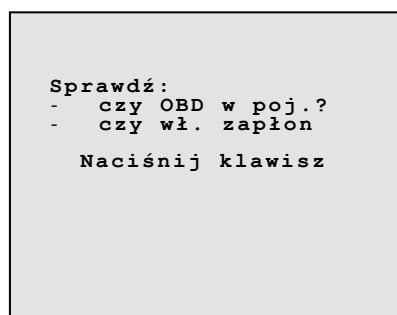 Sprawdź:
- czy OBD w poj.?
- czy wł. zapłon
Naciśnij klawisz